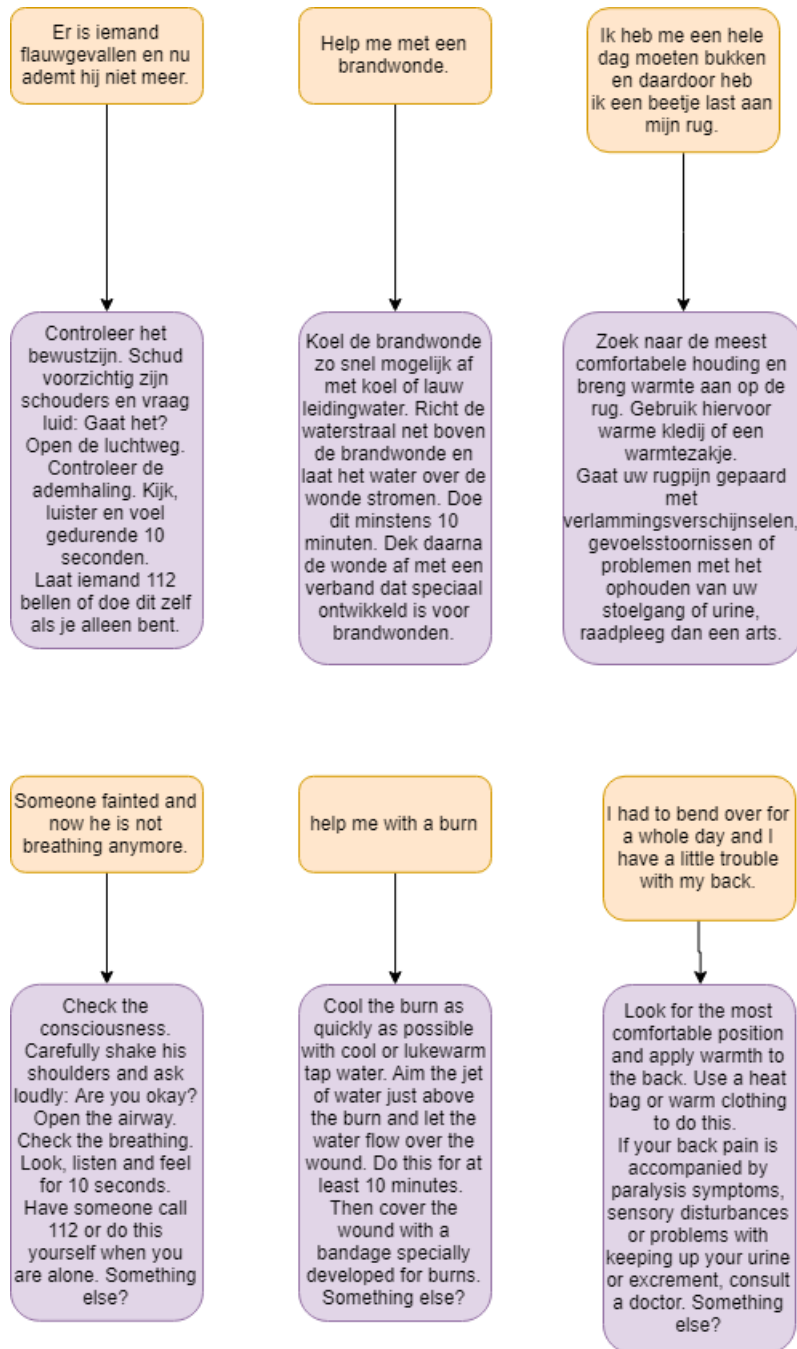 Er is iemand
flauwgevallen en nu
ademt hij niet meer.
Help me met een
brandwonde.
Ik heb me een hele
dag moeten bukken
en daardoor heb
ik een beetje last aan
mijn rug.
Controleer het
bewustzijn. Schud
voorzichtig zijn
schouders en vraag
luid: Gaat het?
Open de luchtweg.
Controleer de
ademhaling. Kijk,
luister en voel
gedurende 10
seconden.
Laat iemand 112
bellen of doe dit zelf
als je alleen bent.
Koel de brandwonde
zo snel mogelijk af
met koel of lauw
leidingwater. Richt de
waterstraal net boven
de brandwonde en
laat het water over de
wonde stromen. Doe
dit minstens 10
minuten. Dek daarna
de wonde af met een
verband dat speciaal
ontwikkeld is voor
brandwonden.
Zoek naar de meest
comfortabele houding en
breng warmte aan op de
rug. Gebruik hiervoor
warme kledij of een
warmtezakje.
Gaat uw rugpijn gepaard
met
verlammingsverschijnselen,
gevoelsstoornissen of
problemen met het
ophouden van uw
stoelgang of urine,
raadpleeg dan een arts.
Someone fainted and
now he is not
breathing anymore.
help me with a burn
I had to bend over for
a whole day and I
have a little trouble
with my back.
Check the
consciousness.
Carefully shake his
shoulders and ask
loudly: Are you okay?
Open the airway.
Check the breathing.
Look, listen and feel
for 10 seconds.
Have someone call
112 or do this
yourself when you
are alone. Something
else?
Cool the burn as
quickly as possible
with cool or lukewarm
tap water. Aim the jet
of water just above
the burn and let the
water flow over the
wound. Do this for at
least 10 minutes.
Then cover the
wound with a
bandage specially
developed for burns.
Something else?
Look for the most
comfortable position
and apply warmth to
the back. Use a heat
bag or warm clothing
to do this.
If your back pain is
accompanied by
paralysis symptoms,
sensory disturbances
or problems with
keeping up your urine
or excrement, consult
a doctor. Something
else?